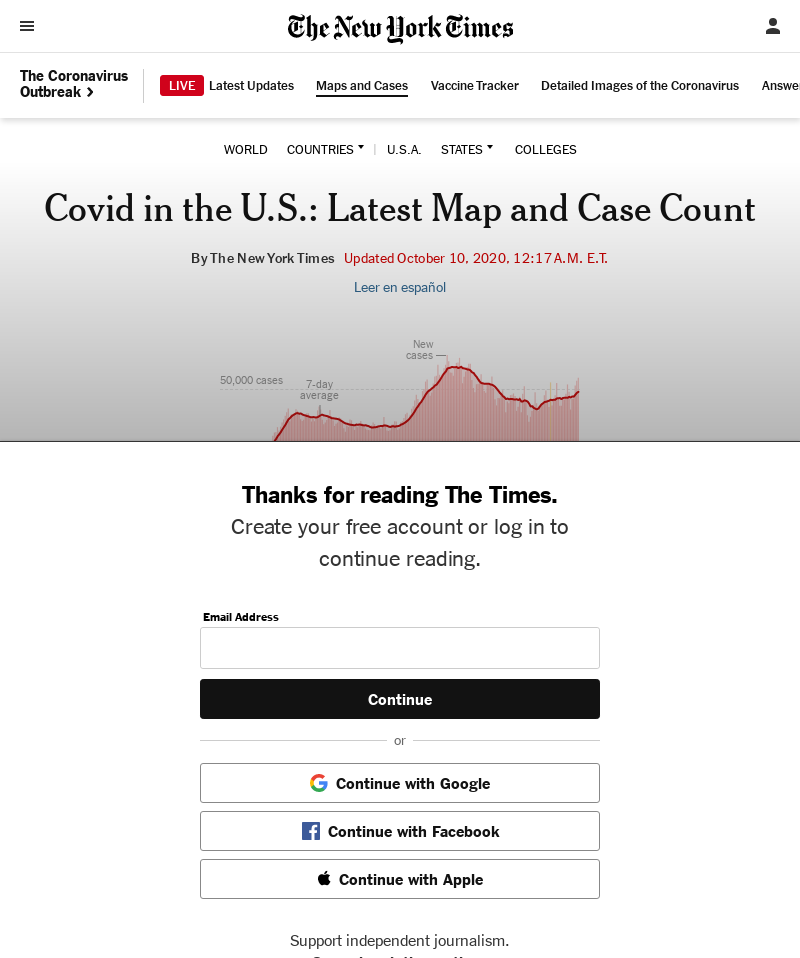 The New York Times
The Coronavirus
Outbreak
LIVE Latest Updates Maps and Cases Vaccine Tracker Detailed Images of the Coronavirus
WORLD COUNTRIES | U.S.A. STATES COLLEGES
Covid in the U.S.: Latest Map and Case Count
By The New York Times Updated October 10, 2020, 12:17 A.M. E.T.
Leer en español
New
cases
50,000 cases
7-day
average
Thanks for reading The Times.
Create your free account or log in to
continue reading.
Email Address
Continue
or
Continue with Google
Continue with Facebook
Continue with Apple
Support independent journalism.